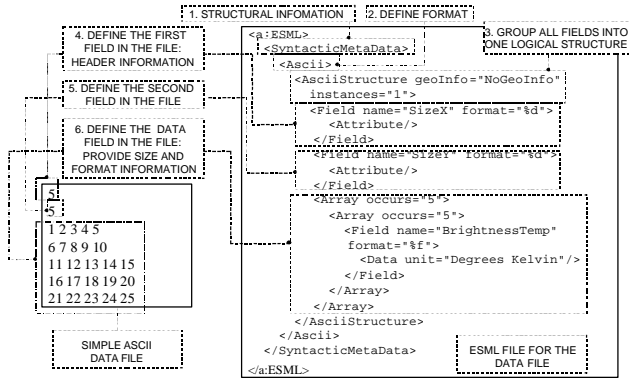 1. STRUCTURAL INFOMATION
2. DEFINE FORMAT
3. GROUP ALL FIELDS INTO
ONE LOGICAL STRUCTURE
4. DEFINE THE FIRST
FIELD IN THE FILE:
HEADER INFORMATION
5. DEFINE THE SECOND
FIELD IN THE FILE
6. DEFINE THE DATA
FIELD IN THE FILE:
PROVIDE SIZE AND
FORMAT INFORMATION
5
5
1 2 3 4 5
6 7 8 9 10
11 12 13 14 15
16 17 18 19 20
21 22 23 24 25
SIMPLE ASCII
DATA FILE
<a:ESML>
<SyntacticMetaData>
<Ascii>
<AsciiStructure geoInfo="NoGeoInfo"
instances="1">
<Field name="SizeX" format="%d">
<Attribute/>
</Field>
<Field name="SizeY" format="%d">
<Attribute/>
</Field>
<Array occurs="5">
<Array occurs="5">
<Field name="BrightnessTemp"
format="%f">
<Data unit="Degrees Kelvin"/>
</Field>
</Array>
</Array>
</AsciiStructure>
</Ascii>
</SyntacticMetaData>
</a:ESML>
ESML FILE FOR THE
DATA FILE